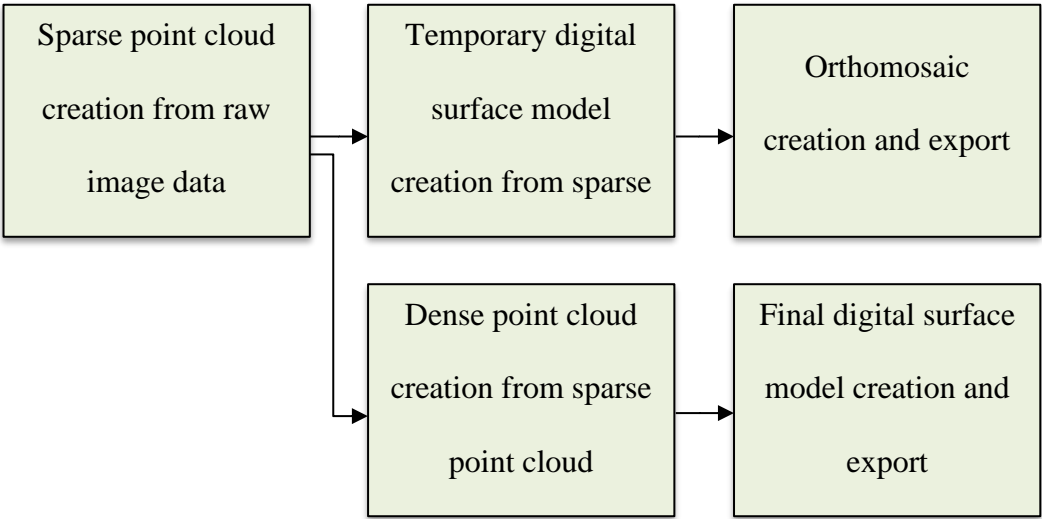 Sparse point cloud
creation from raw
image data
Temporary digital
surface model
creation from sparse
Orthomosaic
creation and export
Dense point cloud
creation from sparse
point cloud
Final digital surface
model creation and
export